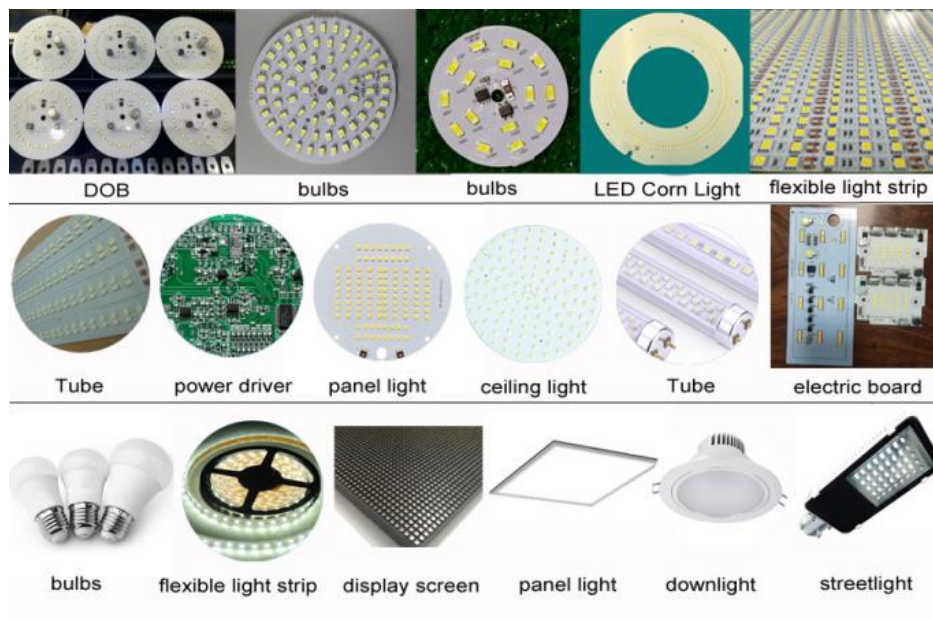 DOB
bulbs
bulbs
LED Corn Light
flexible light strip
Tube
power driver
panel light
ceiling light
Tube
electric board
bulbs
flexible light strip
display screen
panel light
downlight
streetlight